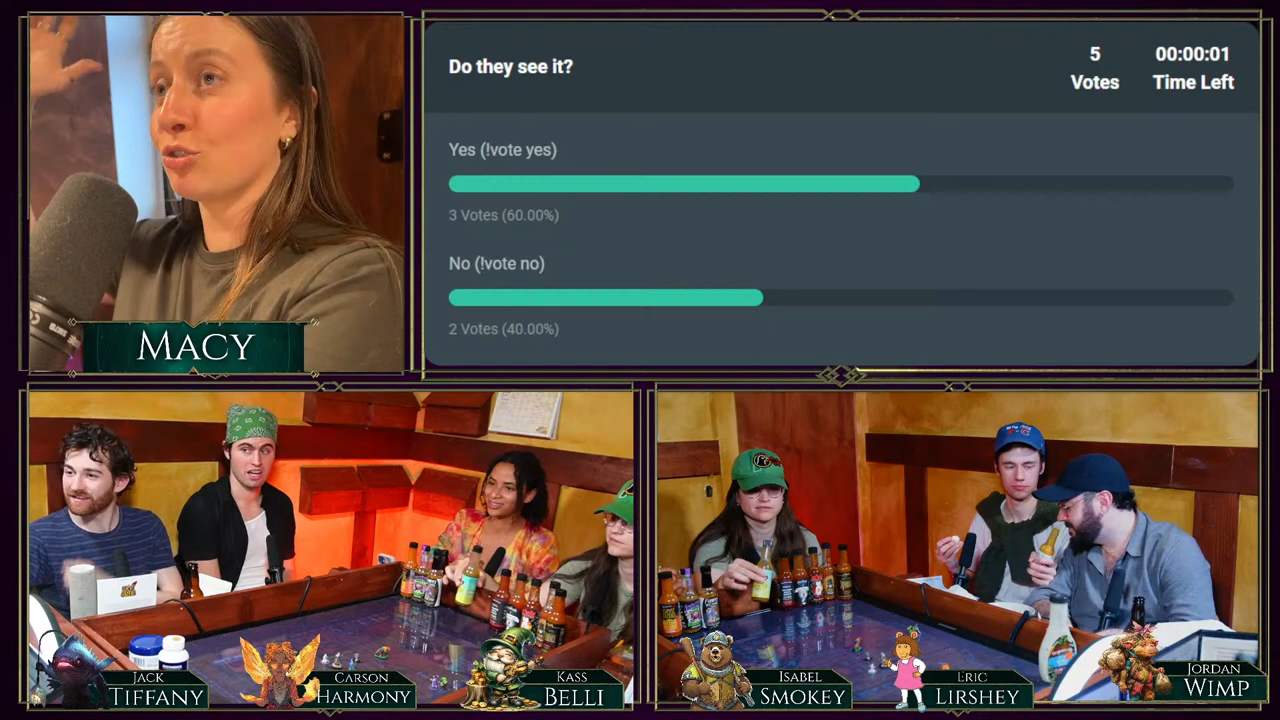 Do they see it?
5
Votes
00:00:01
Time Left
Yes (!vote yes)
3 Votes (60.00%)
No (!vote no)
2 Votes (40.00%)
MACY
JACK
TIFFANY
CARSON
HARMONY
KASS
BELLI
ISABEL
SMOKEY
ERIC
LIRSHEY
JORDAN
WIMP